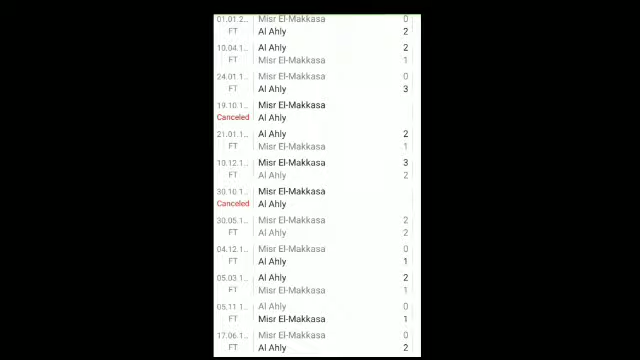 01.01.2... Misr El-Makkasa 0
FT Al Ahly 2
10.04.1... Al Ahly 2
FT Misr El-Makkasa 1
24.01.1... Misr El-Makkasa 0
FT Al Ahly 3
19.10.1... Misr El-Makkasa
Canceled Al Ahly
21.01.1... Al Ahly 2
FT Misr El-Makkasa 1
10.12.1... Misr El-Makkasa 3
FT Al Ahly 2
30.10.1... Misr El-Makkasa
Canceled Al Ahly
30.05.1... Misr El-Makkasa 2
FT Al Ahly 2
04.12.1... Misr El-Makkasa 0
FT Al Ahly 1
05.03.1... Al Ahly 2
FT Misr El-Makkasa 1
05.11.1... Al Ahly 0
FT Misr El-Makkasa 1
17.06.1... Misr El-Makkasa 0
FT Al Ahly 2